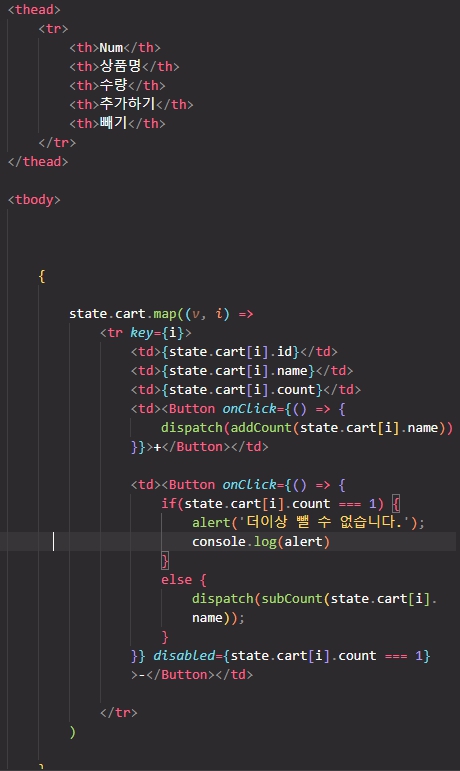 <thead>
<tr>
<th>Num</th>
<th>상품명</th>
<th>수량</th>
<th>추가하기</th>
<th>빼기</th>
</tr>
</thead>
<tbody>
{
state.cart.map((v, i) =>
<tr key={i}>
<td>{state.cart[i].id}</td>
<td>{state.cart[i].name}</td>
<td>{state.cart[i].count}</td>
<td><Button onClick={() => {
dispatch(addCount(state.cart[i].name))
}}>+</Button></td>
<td><Button onClick={() => {
if(state.cart[i].count === 1) {
alert('더이상 뺄 수 없습니다.');
console.log(alert)
}
else {
dispatch(subCount(state.cart[i].
name));
}
}} disabled={state.cart[i].count === 1}
>-</Button></td>
</tr>
)
}